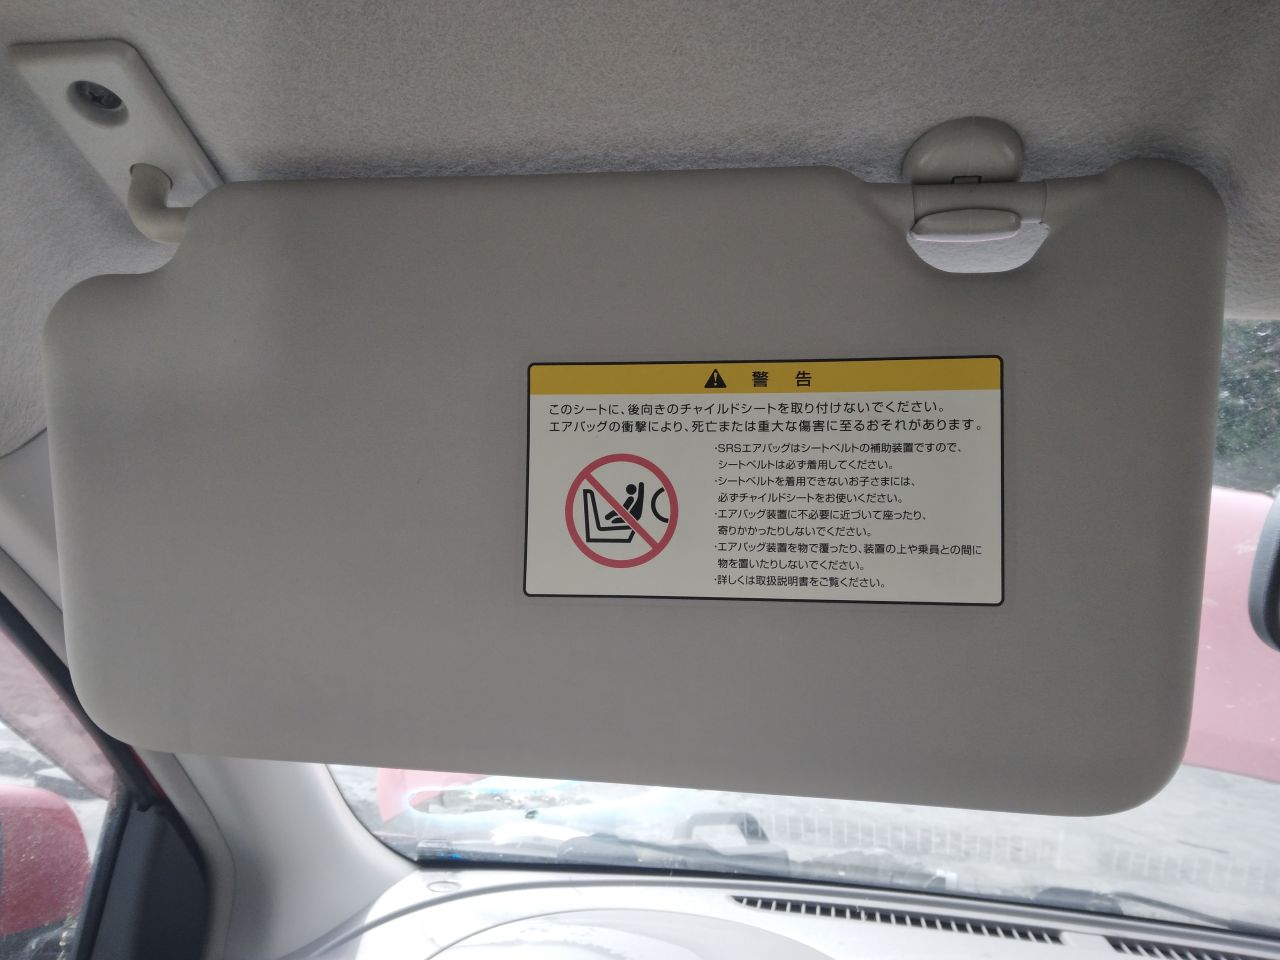 警告
このシートに、後向きのチャイルドシートを取り付けないでください。
エアバッグの衝撃により、死亡または重大な傷害に至るおそれがあります。
・SRSエアバッグはシートベルトの補助装置ですので、
シートベルトは必ず着用してください。
・シートベルトを着用できないお子さまには、
必ずチャイルドシートをお使いください。
・エアバッグ装置に不必要に近づいて座ったり、
寄りかかったりしないでください。
・エアバッグ装置を物で覆ったり、装置の上や乗員との間に
物を置いたりしないでください。
・詳しくは取扱説明書をご覧ください。